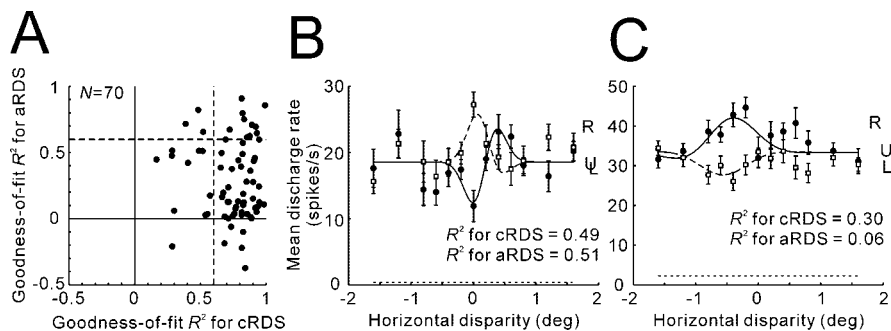 A
Goodness-of-fit R² for aRDS
1
0.5
0
-0.5
N=70
-0.5
0
0.5
1
Goodness-of-fit R² for cRDS
B
Mean discharge rate
(spikes/s)
30
20
10
0
R
U
L
R² for cRDS = 0.49
R² for aRDS = 0.51
-2
-1
0
1
2
Horizontal disparity (deg)
C
50
40
30
20
10
0
R
U
L
R² for cRDS = 0.30
R² for aRDS = 0.06
-2
-1
0
1
2
Horizontal disparity (deg)